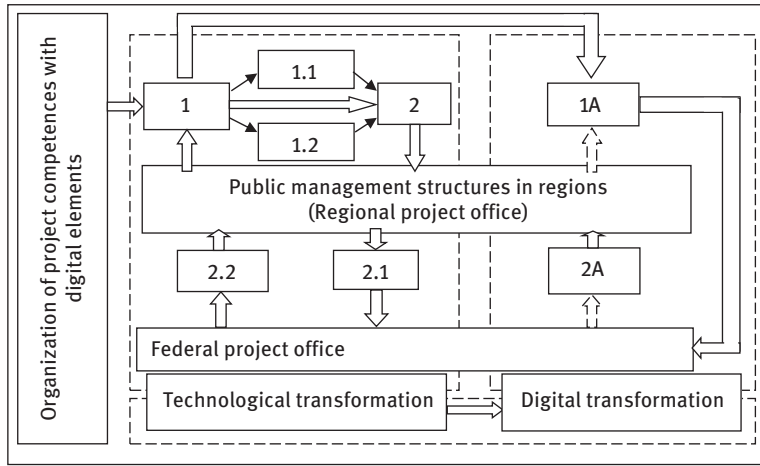 Organization of project competences with
digital elements
1
1.1
1.2
2
1A
Public management structures in regions
(Regional project office)
2.2
2.1
2A
Federal project office
Technological transformation
Digital transformation